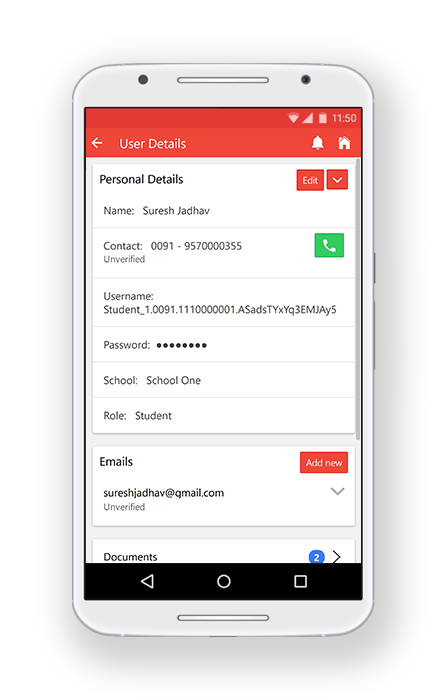 11:50
User Details
Personal Details
Edit
Name: Suresh Jadhav
Contact: 0091 - 9570000355
Unverified
Username:
Student_1.0091.1110000001.ASadsTYxYq3EMJAy5
Password: ●●●●●●●●
School: School One
Role: Student
Emails
Add new
sureshjadhav@qmail.com
Unverified
Documents
2